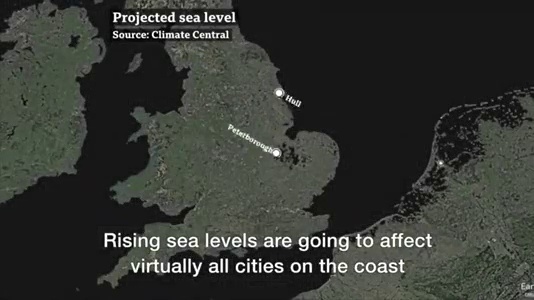 Projected sea level
Source: Climate Central
Hull
Peterborough
Rising sea levels are going to affect
virtually all cities on the coast